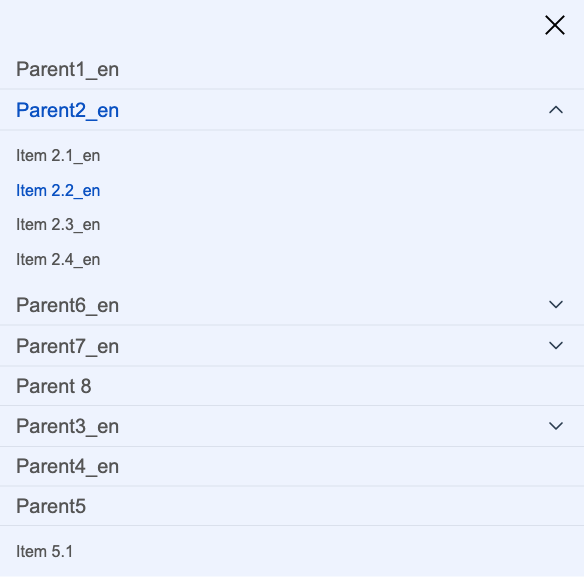 Parent1_en
Parent2_en
Item 2.1_en
Item 2.2_en
Item 2.3_en
Item 2.4_en
Parent6_en
Parent7_en
Parent 8
Parent3_en
Parent4_en
Parent5
Item 5.1